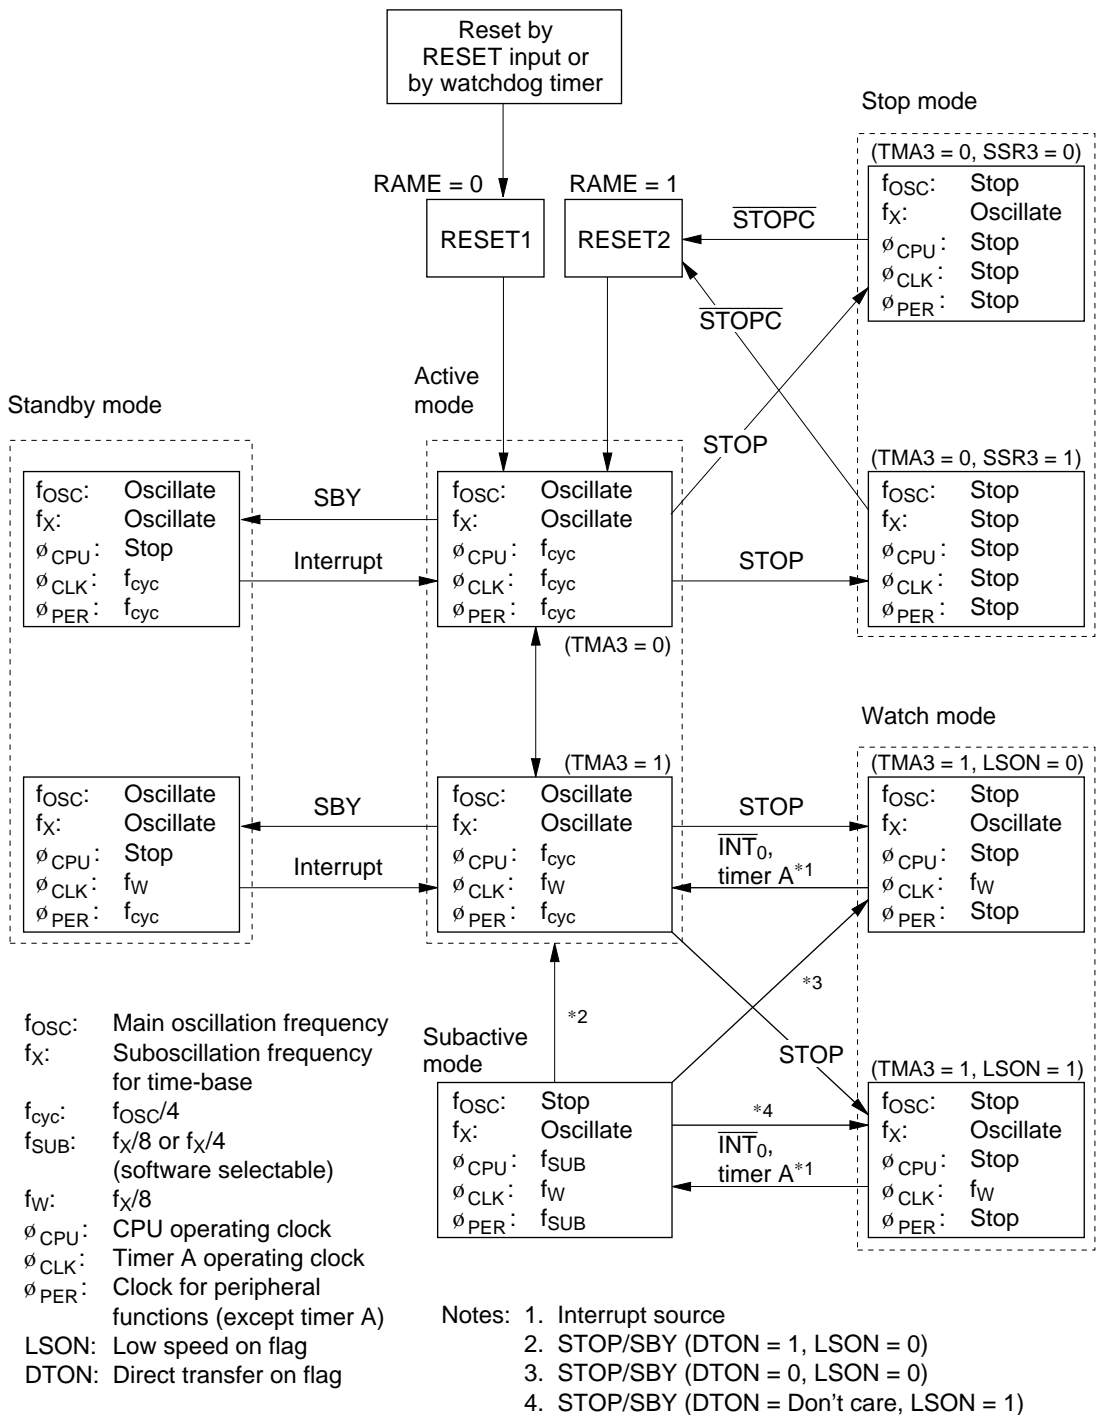 Reset by
RESET input or
by watchdog timer
Stop mode
RAME = 0
RAME = 1
(TMA3 = 0, SSR3 = 0)
RESET1
RESET2
STOPC
fOSC: Stop
fX: Oscillate
øCPU: Stop
øCLK: Stop
øPER: Stop
STOPC
Standby mode
Active
mode
STOP
(TMA3 = 0, SSR3 = 1)
fOSC: Oscillate
fX: Oscillate
øCPU: Stop
øCLK: fcyc
øPER: fcyc
SBY
Interrupt
fOSC: Oscillate
fX: Oscillate
øCPU: fcyc
øCLK: fcyc
øPER: fcyc
(TMA3 = 0)
STOP
fOSC: Stop
fX: Stop
øCPU: Stop
øCLK: Stop
øPER: Stop
Watch mode
(TMA3 = 1)
(TMA3 = 1, LSON = 0)
fOSC: Oscillate
fX: Oscillate
øCPU: Stop
øCLK: fW
øPER: fcyc
SBY
Interrupt
fOSC: Oscillate
fX: Oscillate
øCPU: fcyc
øCLK: fW
øPER: fcyc
STOP
INT0,
timer A*1
fOSC: Stop
fX: Oscillate
øCPU: Stop
øCLK: fW
øPER: Stop
*3
*2
STOP
Subactive
mode
(TMA3 = 1, LSON = 1)
fOSC: Stop
fX: Oscillate
øCPU: fSUB
øCLK: fW
øPER: fSUB
*4
INT0,
timer A*1
fOSC: Stop
fX: Oscillate
øCPU: Stop
øCLK: fW
øPER: Stop
fOSC: Main oscillation frequency
fX: Suboscillation frequency
for time-base
fcyc: fOSC/4
fSUB: fX/8 or fX/4
(software selectable)
fW: fX/8
øCPU: CPU operating clock
øCLK: Timer A operating clock
øPER: Clock for peripheral
functions (except timer A)
LSON: Low speed on flag
DTON: Direct transfer on flag
Notes: 1. Interrupt source
2. STOP/SBY (DTON = 1, LSON = 0)
3. STOP/SBY (DTON = 0, LSON = 0)
4. STOP/SBY (DTON = Don't care, LSON = 1)